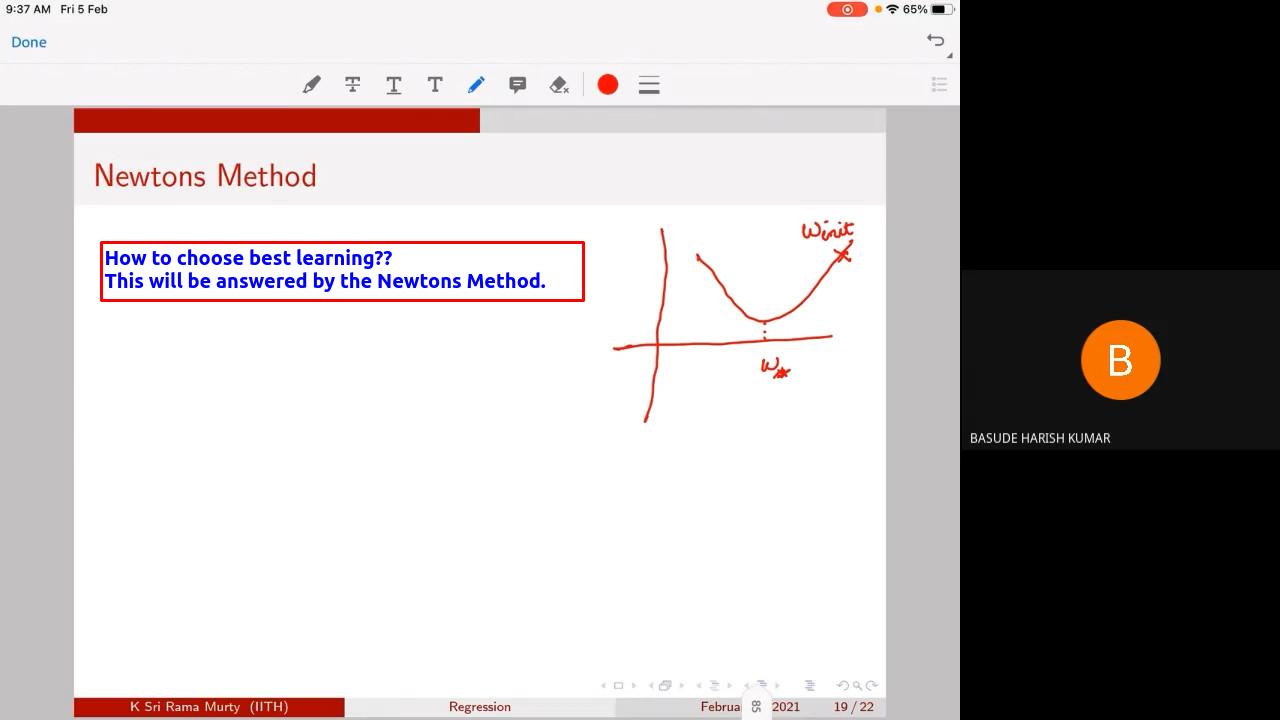 9:37 AM Fri 5 Feb
65%
Done
T T T
Newtons Method
How to choose best learning??
This will be answered by the Newtons Method.
Winit
W*
B
BASUDE HARISH KUMAR
K Sri Rama Murty (IITH)
Regression
Februa
85
2021
19 / 22